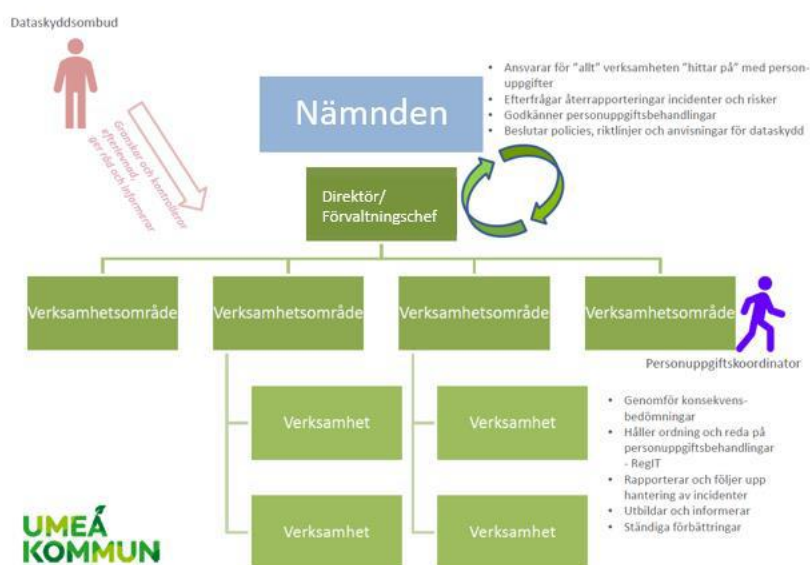 Dataskyddsombud
Granskar och kontrollerar
efterlevnad,
ger råd och informerar
Nämnden
• Ansvarar för "allt" verksamheten "hittar på" med person-
uppgifter
• Efterfrågar återrapporteringar incidenter och risker
• Godkänner personuppgiftsbehandlingar
• Beslutar policies, riktlinjer och anvisningar för dataskydd
Direktör/
Förvaltningschef
Verksamhetsområde
Verksamhetsområde
Verksamhetsområde
Verksamhetsområde
Personuppgiftskoordinator
Verksamhet
Verksamhet
Verksamhet
Verksamhet
• Genomför konsekvens-
bedömningar
• Håller ordning och reda på
personuppgiftsbehandlingar
- RegIT
• Rapporterar och följer upp
hantering av incidenter
• Utbildar och informerar
• Ständiga förbättringar
UMEÅ
KOMMUN